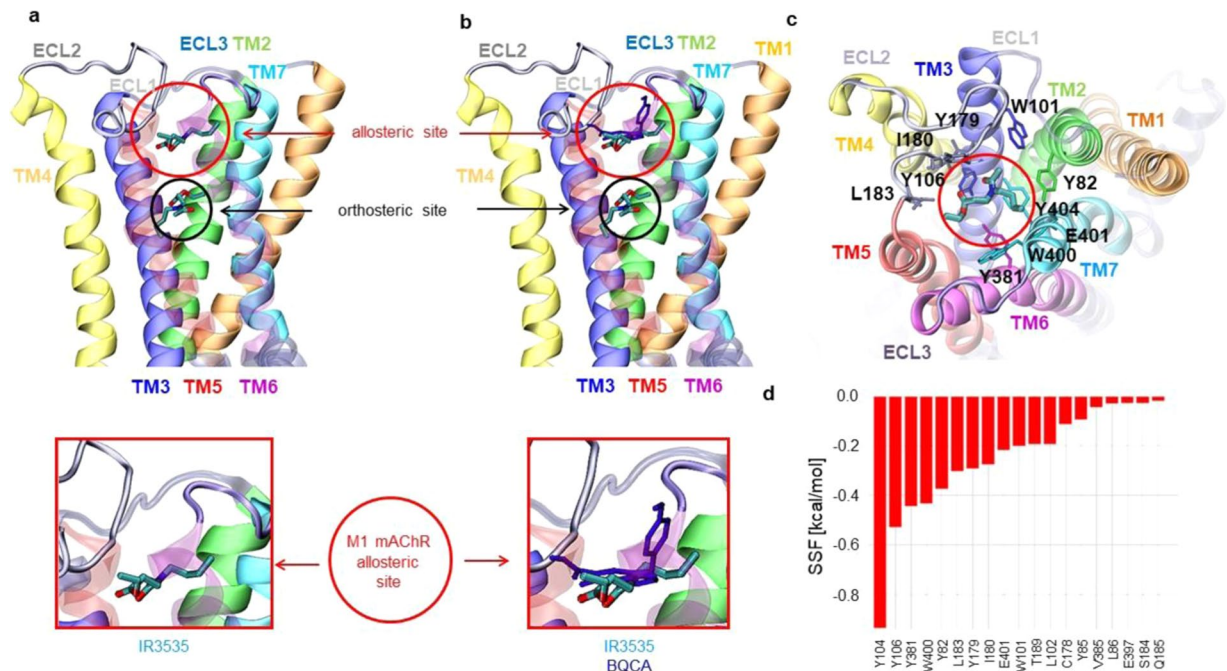 a
ECL2
ECL3 TM2
ECL1
TM7
TM4
allosteric site
orthosteric site
TM3 TM5 TM6
b
ECL2
ECL3 TM2
TM1
ECL1
TM7
TM4
TM3 TM5 TM6
c
ECL1
ECL2
TM3
W101
TM2
Y179
TM1
I180
TM4
Y106
Y82
L183
Y404
E401
TM5
W400
TM7
Y381
TM6
ECL3
M1 mAChR
allosteric
site
IR3535
IR3535
BQCA
d
SSF [kcal/mol]
0.0
-0.2
-0.4
-0.6
-0.8
Y104
Y106
Y381
W400
Y82
L183
Y179
I180
E401
W101
T189
L102
C178
Y85
V385
L86
E397
S184
Q185